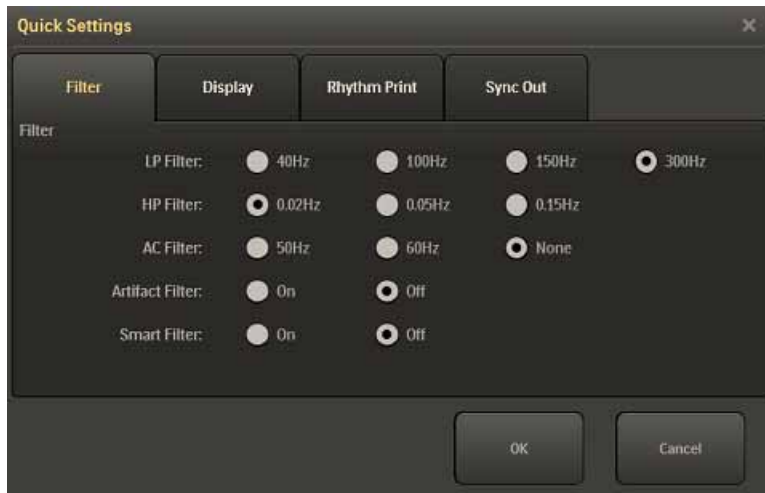 Quick Settings
Filter Display Rhythm Print Sync Out
Filter
LP Filter: 40Hz 100Hz 150Hz 300Hz
HP Filter: 0.02Hz 0.05Hz 0.15Hz
AC Filter: 50Hz 60Hz None
Artifact Filter: On Off
Smart Filter: On Off
OK Cancel